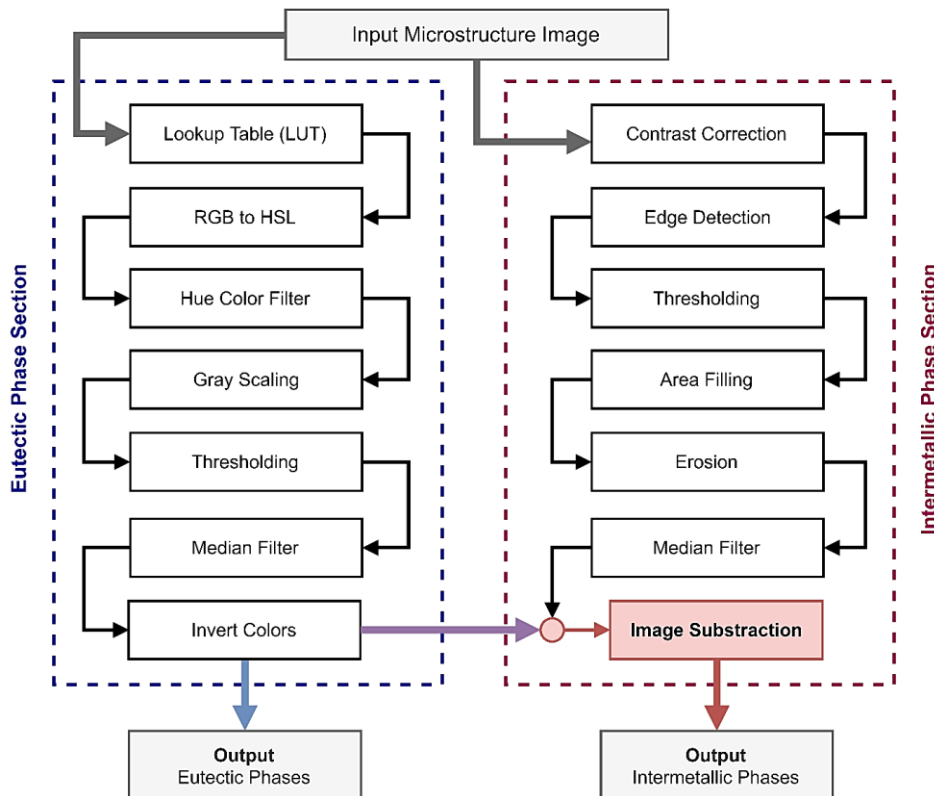 Input Microstructure Image
Eutectic Phase Section
Lookup Table (LUT)
RGB to HSL
Hue Color Filter
Gray Scaling
Thresholding
Median Filter
Invert Colors
Output
Eutectic Phases
Contrast Correction
Edge Detection
Thresholding
Area Filling
Erosion
Median Filter
Image Substraction
Output
Intermetallic Phases
Intermetallic Phase Section